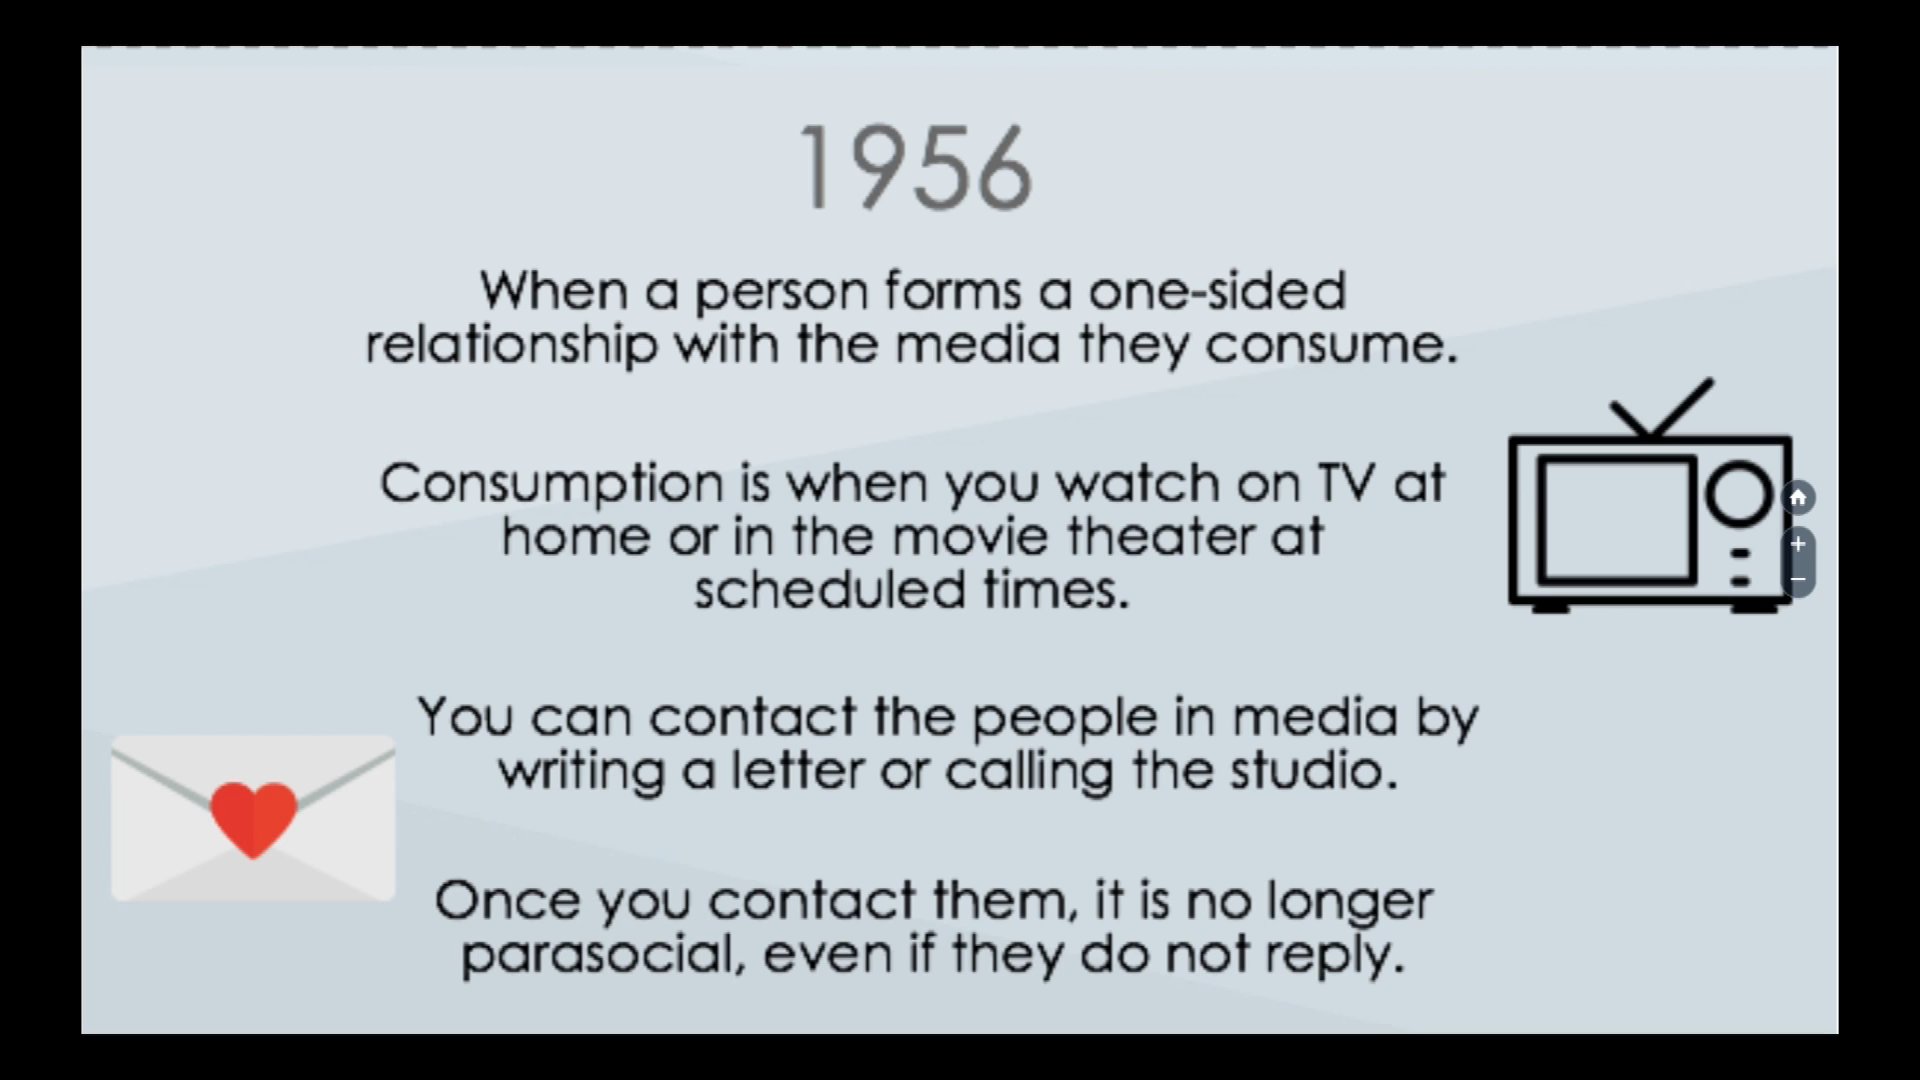 1956
When a person forms a one-sided
relationship with the media they consume.
Consumption is when you watch on TV at
home or in the movie theater at
scheduled times.
You can contact the people in media by
writing a letter or calling the studio.
Once you contact them, it is no longer
parasocial, even if they do not reply.